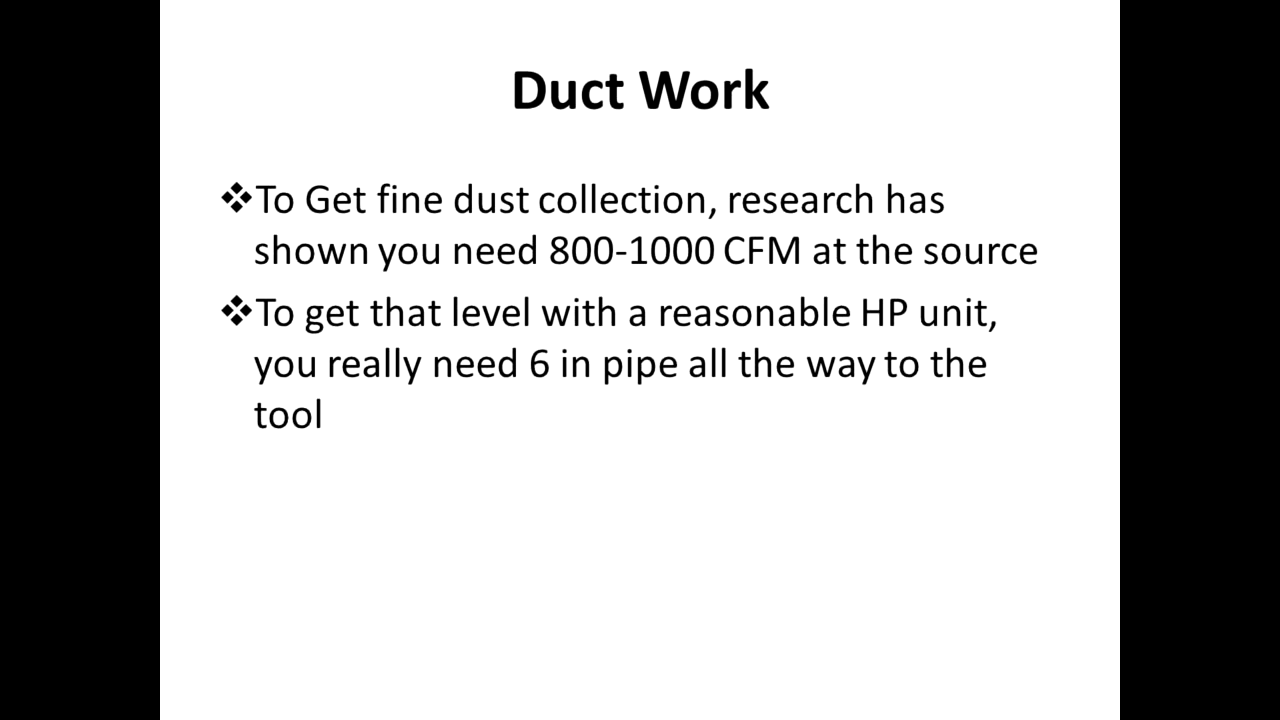 Duct Work
❖To Get fine dust collection, research has
shown you need 800-1000 CFM at the source
❖To get that level with a reasonable HP unit,
you really need 6 in pipe all the way to the
tool